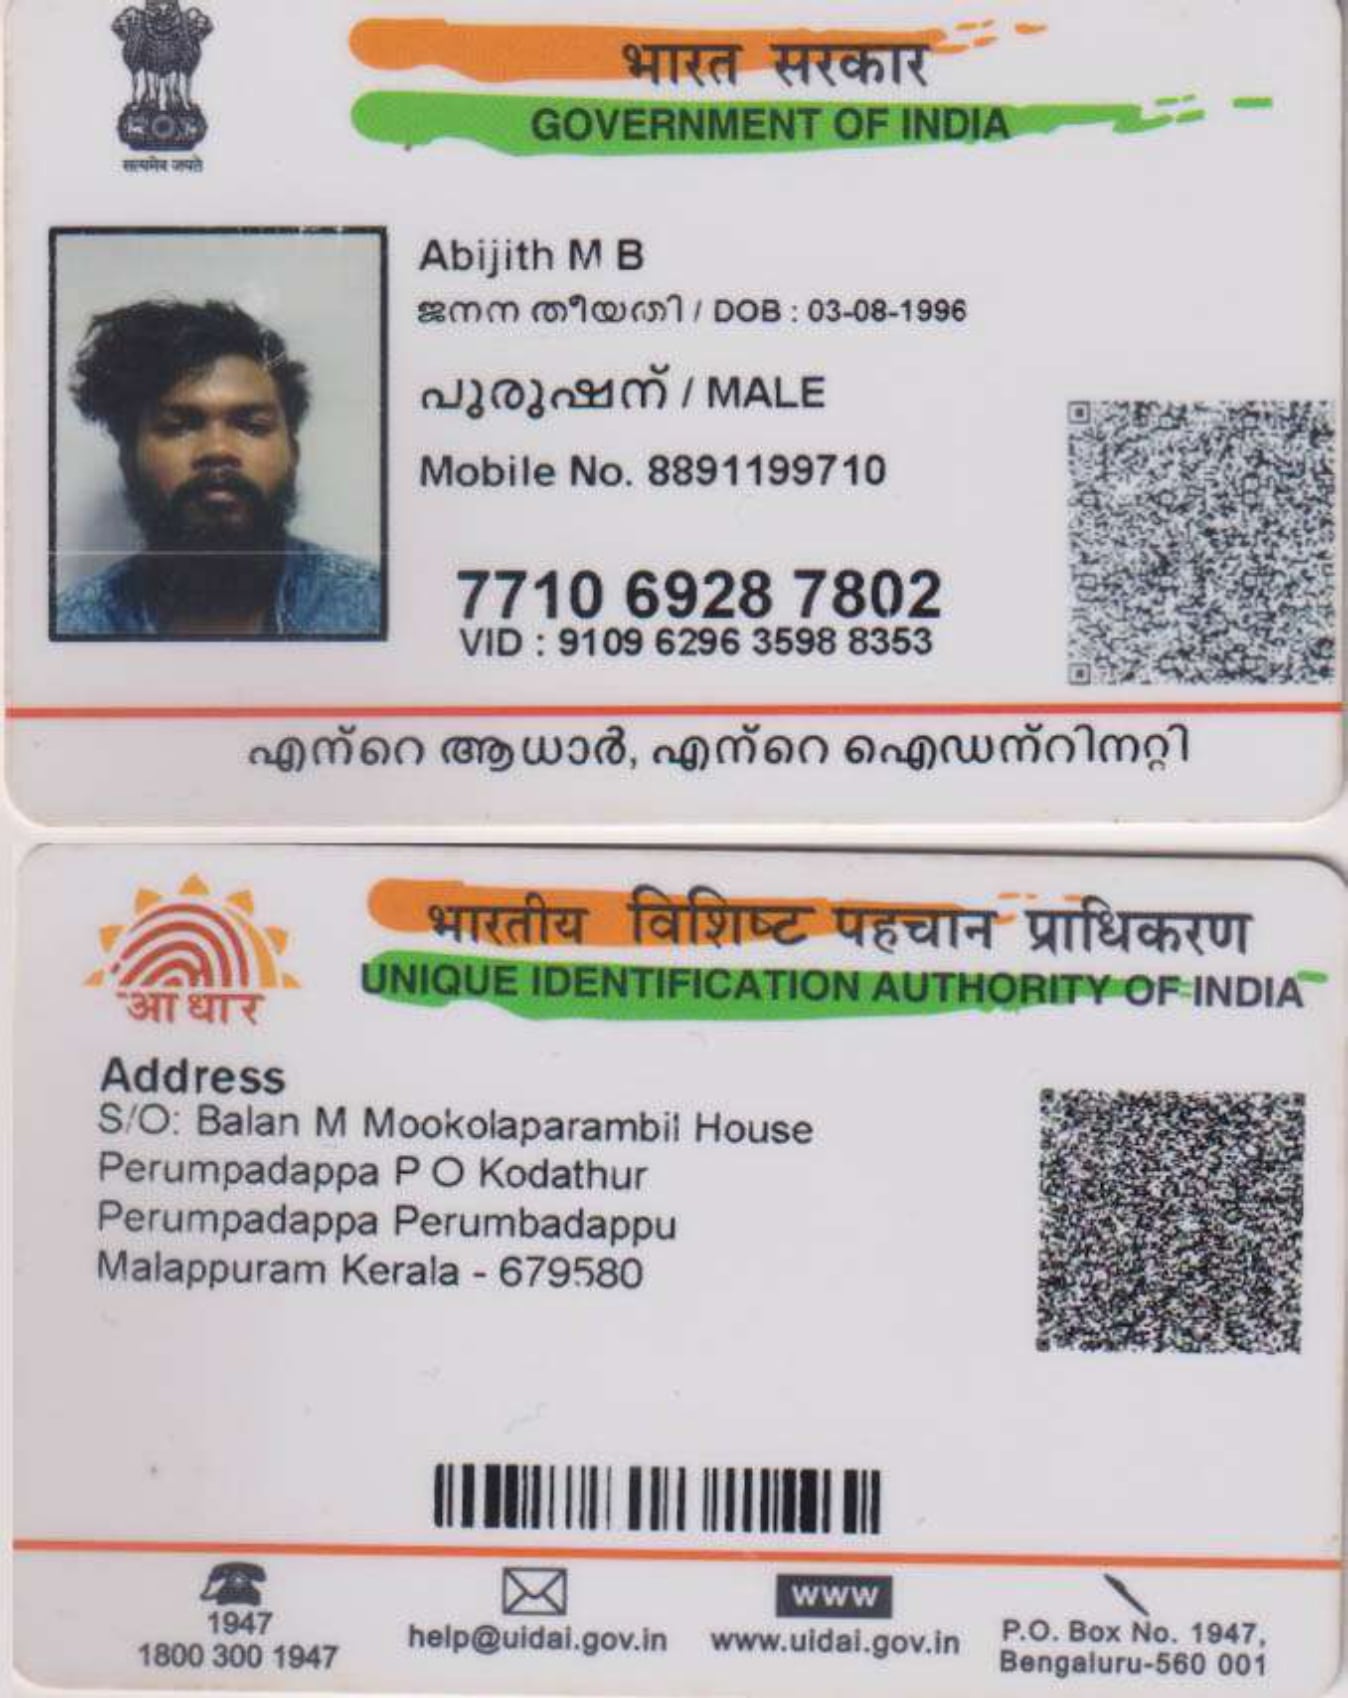 सत्यमेव जयते
भारत सरकार
GOVERNMENT OF INDIA
Abijith M B
ജനന തീയതി / DOB : 03-08-1996
പുരുഷന് / MALE
Mobile No. 8891199710
7710 6928 7802
VID : 9109 6296 3598 8353
എന്റെ ആധാർ, എന്റെ ഐഡന്റിനറ്റി
आधार
भारतीय विशिष्ट पहचान प्राधिकरण
UNIQUE IDENTIFICATION AUTHORITY OF INDIA
Address
S/O: Balan M Mookolaparambil House
Perumpadappa P O Kodathur
Perumpadappa Perumbadappu
Malappuram Kerala - 679580
1947
1800 300 1947
help@uidai.gov.in
www
www.uidai.gov.in
P.O. Box No. 1947,
Bengaluru-560 001